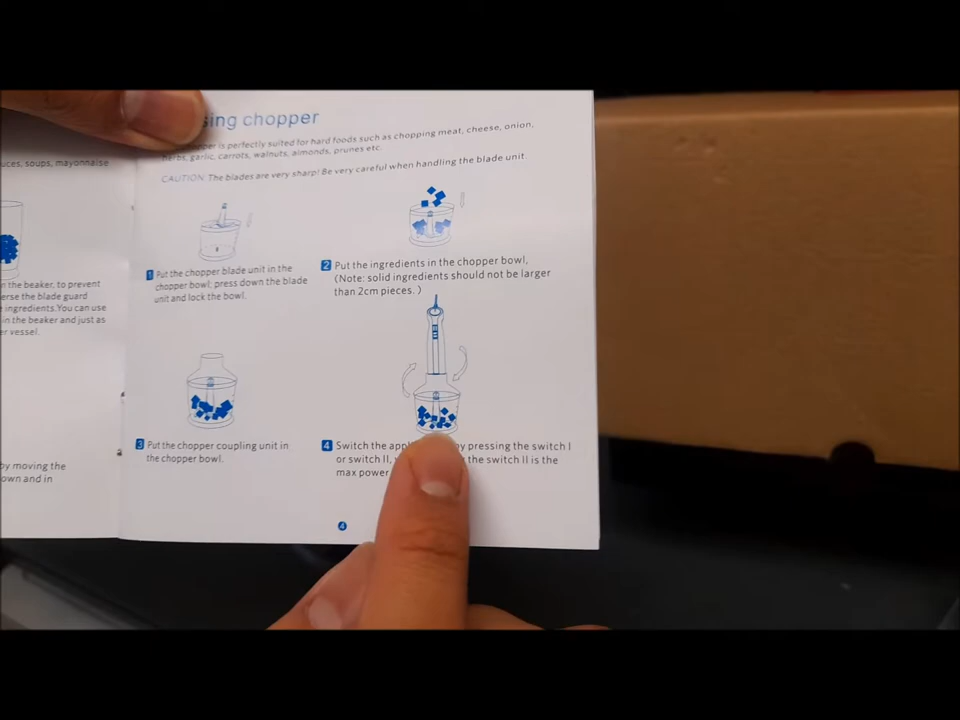 sing chopper
chopper is perfectly suited for hard foods such as chopping meat, cheese, onion,
herbs, garlic, carrots, walnuts, almonds, prunes etc.
CAUTION: The blades are very sharp! Be very careful when handling the blade unit
1 Put the chopper blade unit in the
chopper bowl; press down the blade
unit and lock the bowl.
2 Put the ingredients in the chopper bowl,
(Note: solid ingredients should not be larger
than 2cm pieces. )
3 Put the chopper coupling unit in
the chopper bowl.
4 Switch the by pressing the switch I
or switch II, the switch II is the
max power
4
uces, soups, mayonnaise
n the beaker, to prevent
erse the blade guard
ingredients. You can use
in the beaker and just as
er vessel.
by moving the
own and in